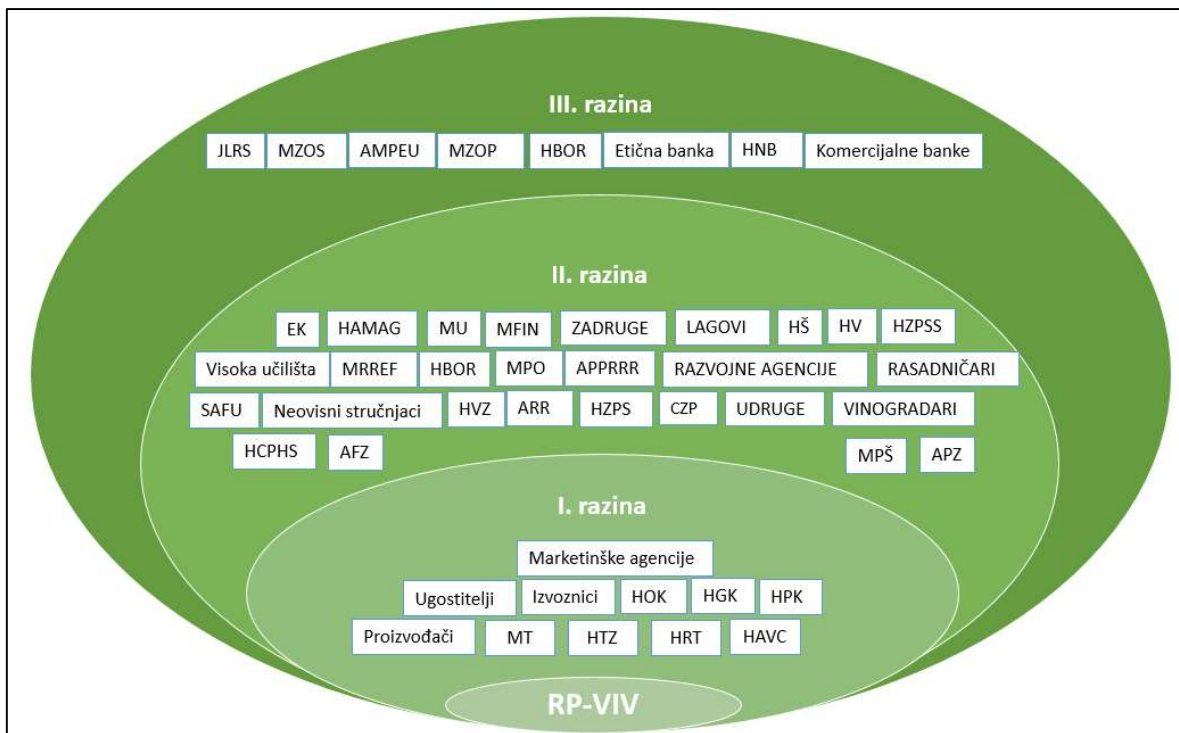 III. razina
JLRS MZOS AMPEU MZOP HBOR Etična banka HNB Komercijalne banke
II. razina
EK HAMAG MU MFIN ZADRUGE LAGOVI HŠ HV HZPSS
Visoka učilišta MRREF HBOR MPO APPRRR RAZVOJNE AGENCIJE RASADNIČARI
SAFU Neovisni stručnjaci HVZ ARR HZPS CZP UDRUGE VINOGRADARI
HCPHS AFZ MPŠ APZ
I. razina
Marketinške agencije
Ugostitelji Izvoznici HOK HGK HPK
Proizvođači MT HTZ HRT HAVC
RP-VIV